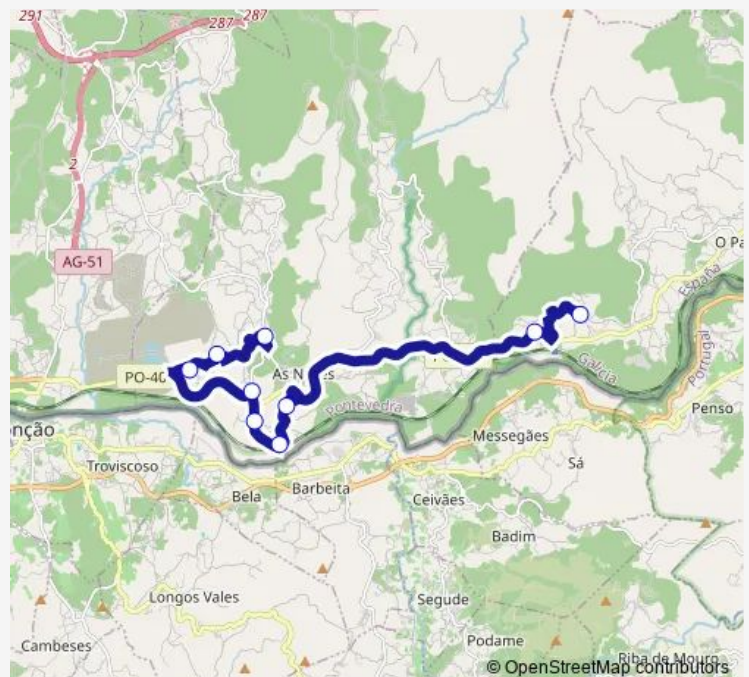 291
287
287
2
AG-51
O Pa
España
Portugal
PO-40
As N es
Galicia
Pontevedra
Penso
onção
Messegães
Troviscoso
Sá
Bela
Barbeita
Ceivães
Badim
Longos Vales
Segude
Podame
Cambeses
Riba de Mouro
© OpenStreetMap contributors